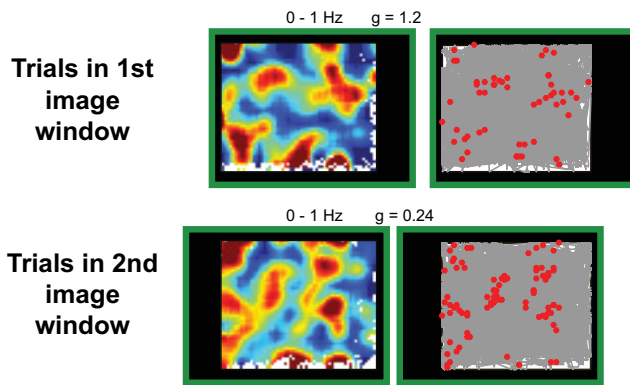 0 - 1 Hz g = 1.2
Trials in 1st
image
window
0 - 1 Hz g = 0.24
Trials in 2nd
image
window